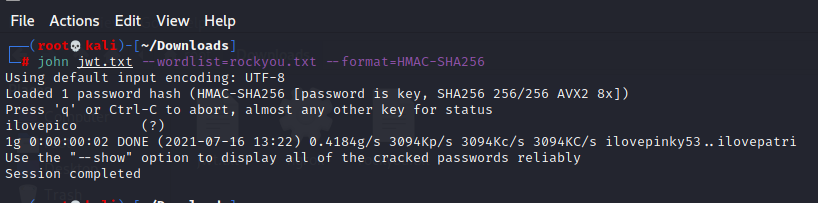 File Actions Edit View Help
┌──(root💀kali)-[~/Downloads]
└─# john jwt.txt --wordlist=rockyou.txt --format=HMAC-SHA256
Using default input encoding: UTF-8
Loaded 1 password hash (HMAC-SHA256 [password is key, SHA256 256/256 AVX2 8x])
Press 'q' or Ctrl-C to abort, almost any other key for status
ilovepico (?)
1g 0:00:00:02 DONE (2021-07-16 13:22) 0.4184g/s 3094Kp/s 3094Kc/s 3094KC/s ilovepinky53..ilovepatri
Use the "--show" option to display all of the cracked passwords reliably
Session completed
Trash
┌──(root💀kali)-[~/Downloads]